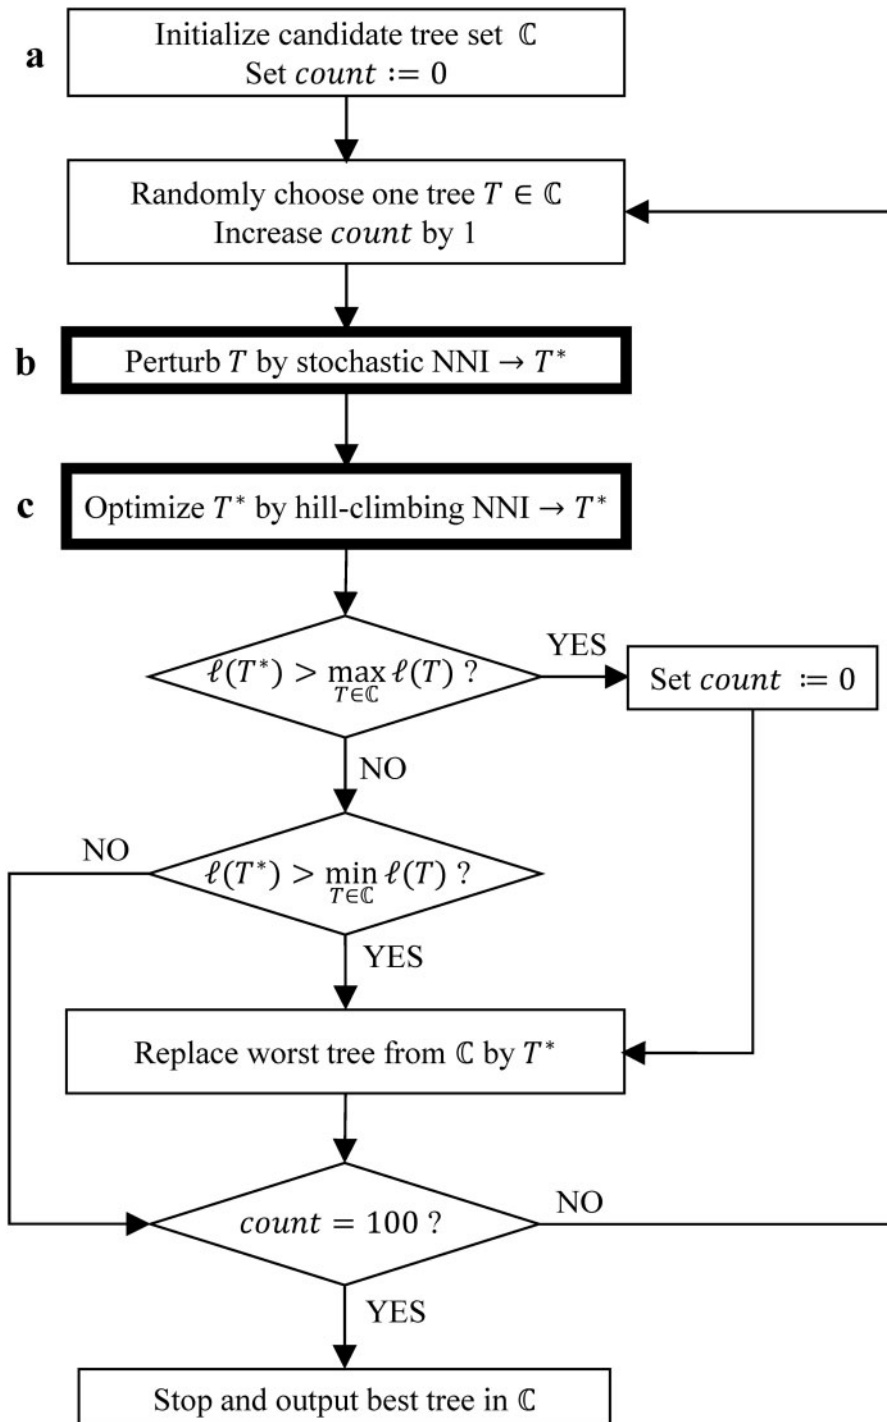 a
Initialize candidate tree set ℂ
Set count := 0
Randomly choose one tree T ∈ ℂ
Increase count by 1
b
Perturb T by stochastic NNI → T*
c
Optimize T* by hill-climbing NNI → T*
ℓ(T*) > max ℓ(T) ?
T∈ℂ
YES
Set count := 0
NO
NO
ℓ(T*) > min ℓ(T) ?
T∈ℂ
YES
Replace worst tree from ℂ by T*
count = 100 ?
NO
YES
Stop and output best tree in ℂ